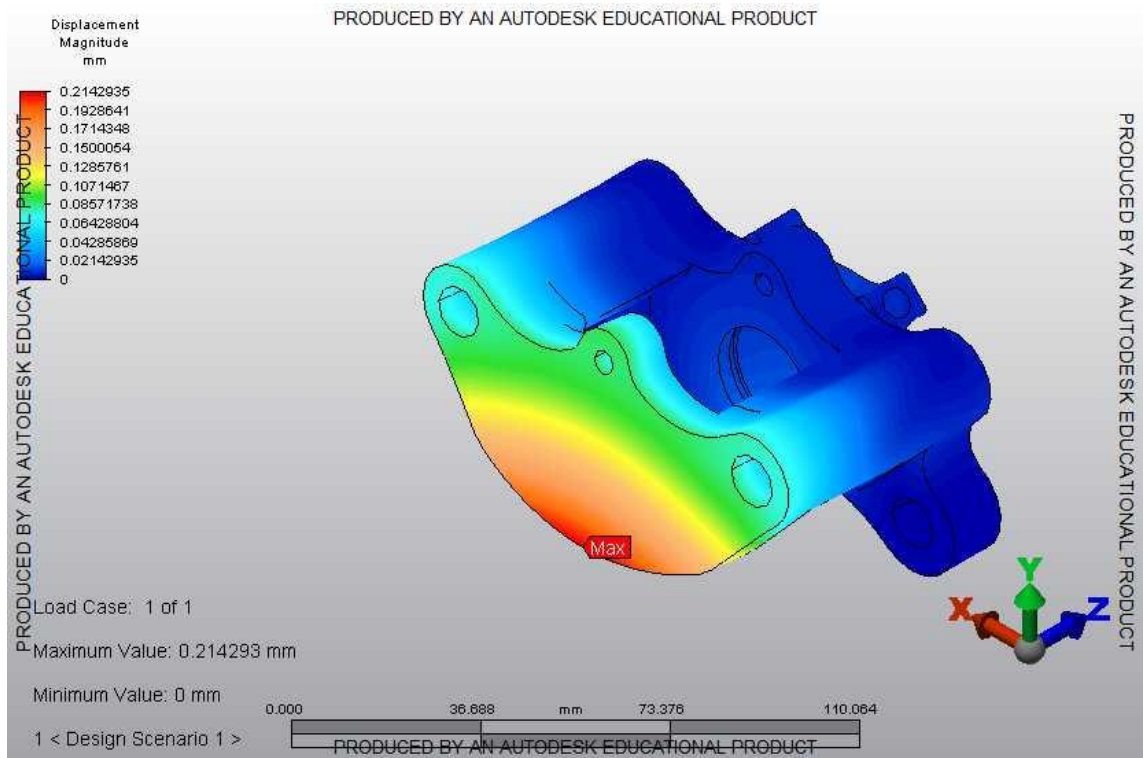 PRODUCED BY AN AUTODESK EDUCATIONAL PRODUCT
Displacement
Magnitude
mm
0.2142935
0.1928641
0.1714348
0.1500054
0.1285761
0.1071467
0.08571738
0.06428804
0.04285869
0.02142935
0
PRODUCED BY AN AUTODESK EDUCATIONAL PRODUCT
PRODUCED BY AN AUTODESK EDUCATIONAL PRODUCT
Max
X
Y
Z
Load Case: 1 of 1
Maximum Value: 0.214293 mm
Minimum Value: 0 mm
1 < Design Scenario 1 >
0.000 36.688 mm 73.376 110.064
PRODUCED BY AN AUTODESK EDUCATIONAL PRODUCT